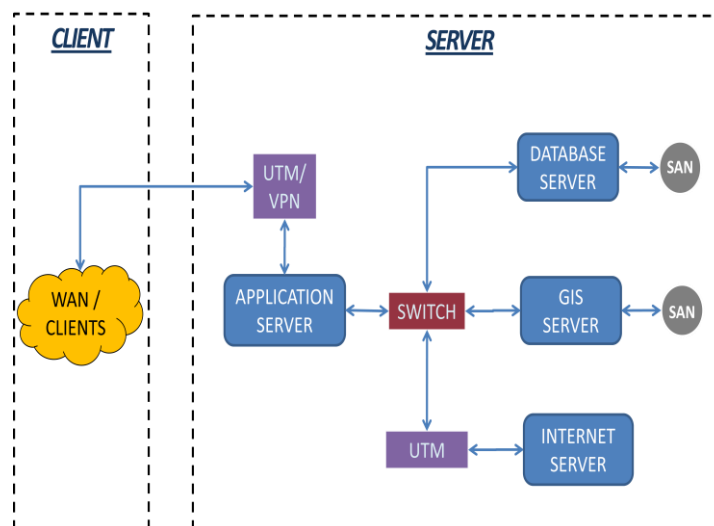 CLIENT
SERVER
UTM/
VPN
DATABASE
SERVER
SAN
WAN /
CLIENTS
APPLICATION
SERVER
SWITCH
GIS
SERVER
SAN
UTM
INTERNET
SERVER